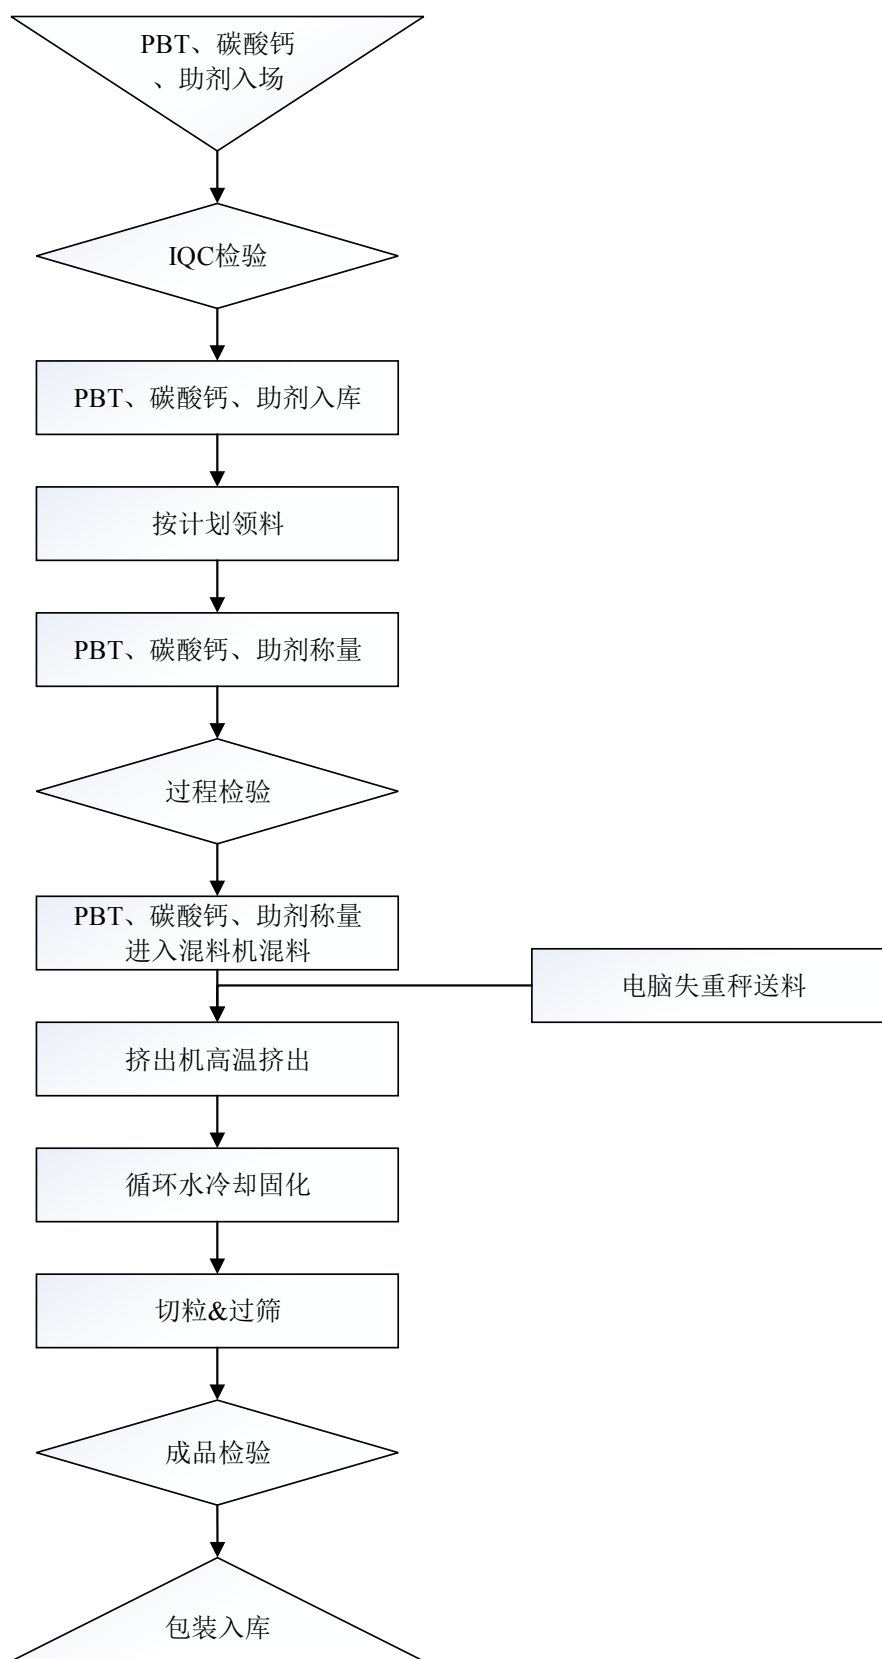 PBT、碳酸钙
、助剂入场
IQC检验
PBT、碳酸钙、助剂入库
按计划领料
PBT、碳酸钙、助剂称量
过程检验
PBT、碳酸钙、助剂称量
进入混料机混料
电脑失重秤送料
挤出机高温挤出
循环水冷却固化
切粒&过筛
成品检验
包装入库